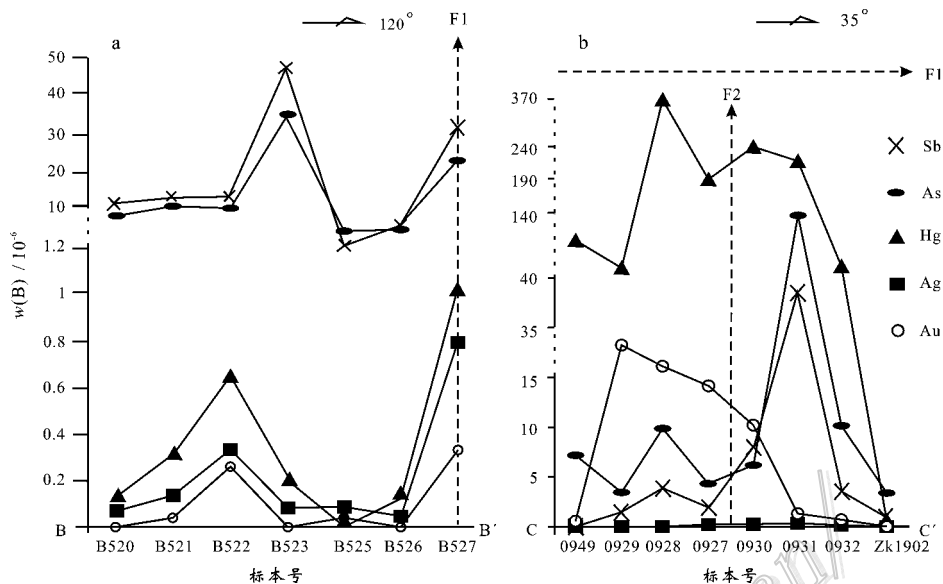 120°
a
F1
50
40
30
20
10
1.2
1
0.8
0.6
0.4
0.2
w(B) / 10⁻⁶
B
B′
B520 B521 B522 B523 B525 B526 B527
标本号
35°
b
F1
F2
370
240
190
140
40
35
15
10
5
C
C′
0949 0929 0928 0927 0930 0931 0932 Zk1902
标本号
Sb
As
Hg
Ag
Au